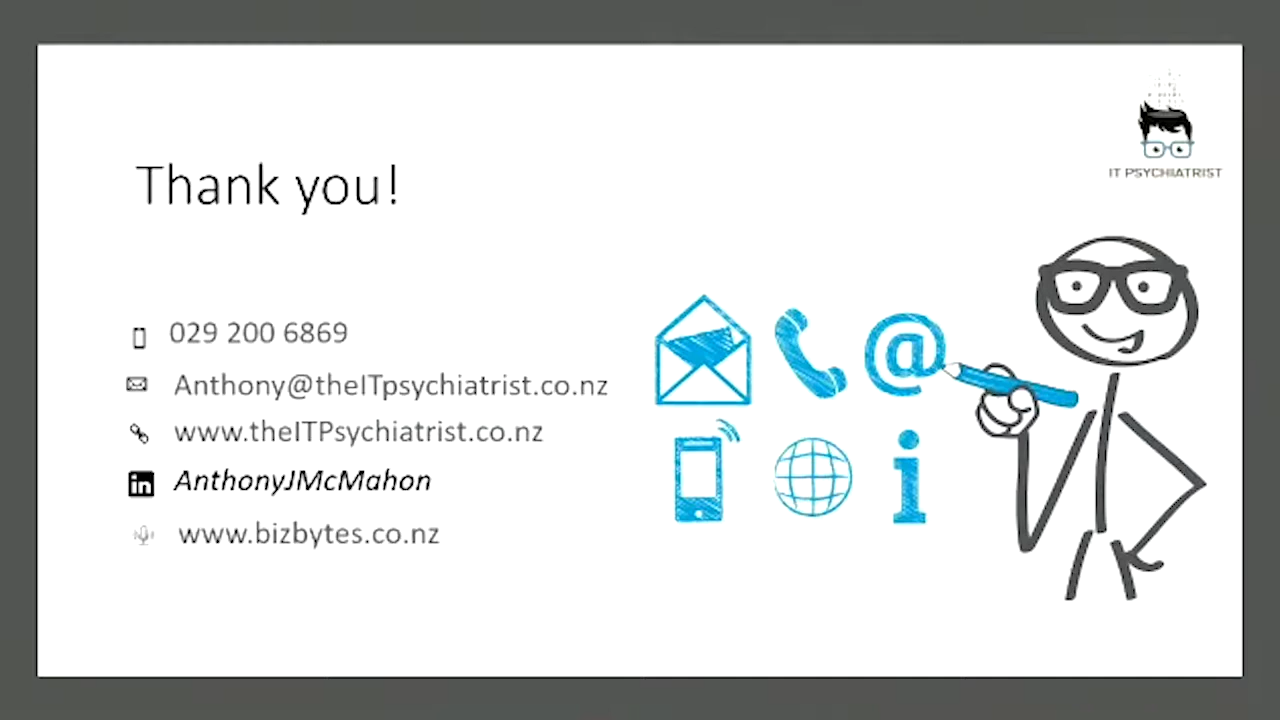 IT PSYCHIATRIST
Thank you!
029 200 6869
Anthony@theITpsychiatrist.co.nz
www.theITPsychiatrist.co.nz
in AnthonyJMcMahon
www.bizbytes.co.nz